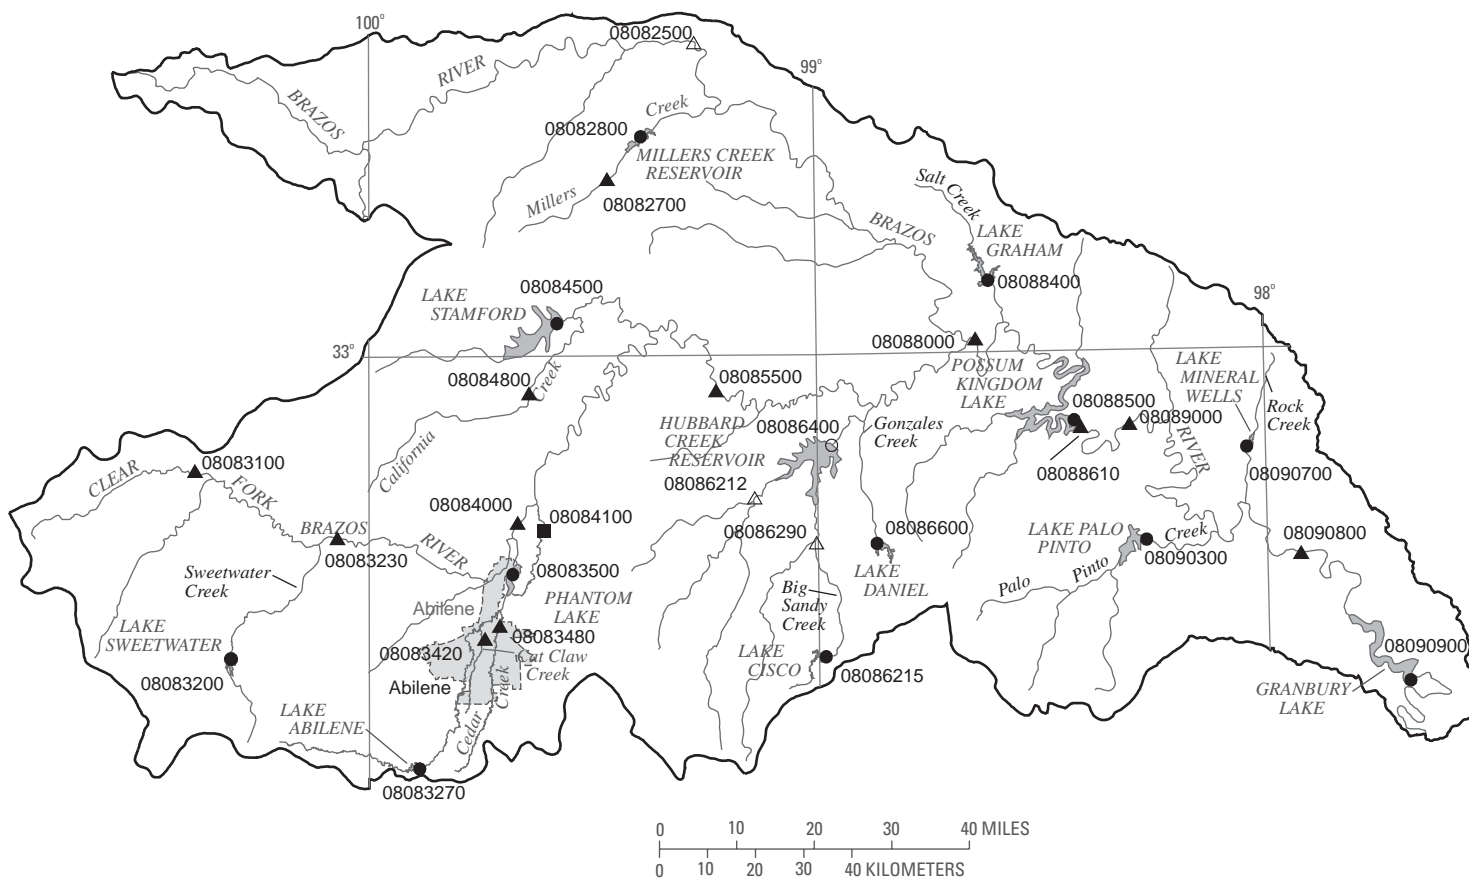 100°
08082500
99°
RIVER
BRAZOS
Creek
08082800
MILLERS CREEK
RESERVOIR
Millers
08082700
Salt Creek
BRAZOS
LAKE
GRAHAM
08088400
08084500
LAKE
STAMFORD
98°
33°
08088000
POSSUM
KINGDOM
LAKE
LAKE
MINERAL
WELLS
08084800
Creek
08085500
08088500
08089000
Rock
Creek
HUBBARD
CREEK
RESERVOIR
08086400
Gonzales
Creek
RIVER
California
08083100
CLEAR
FORK
08086212
08088610
08090700
BRAZOS
RIVER
08084000
08084100
08086290
08086600
LAKE PALO
PINTO
Creek
08090800
08083230
08090300
Sweetwater
Creek
08083500
LAKE
DANIEL
Palo
Pinto
Abilene
PHANTOM
LAKE
Big
Sandy
Creek
LAKE
SWEETWATER
08083480
08083420
Cat Claw
Creek
LAKE
CISCO
08090900
08083200
Abilene
Cedar
Creek
08086215
GRANBURY
LAKE
LAKE
ABILENE
08083270
0 10 20 40 MILES
0 10 20 30 40 KILOMETERS